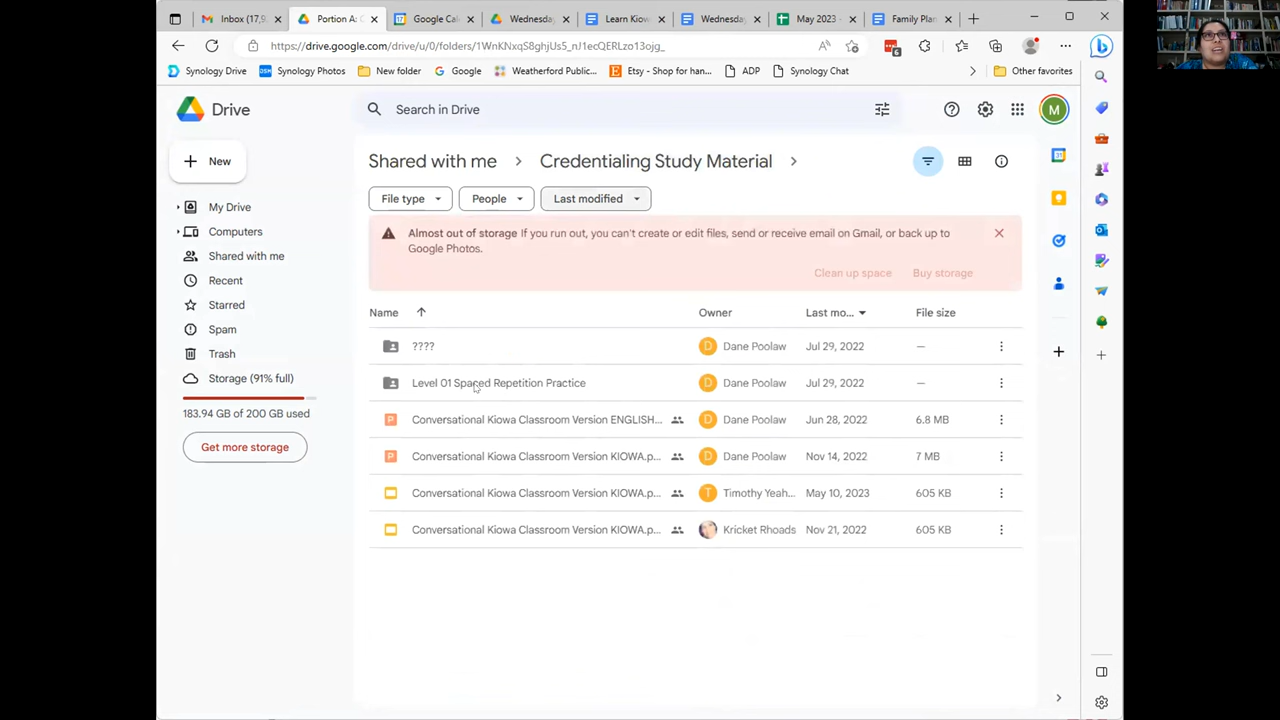 Inbox (17,9
Portion A: C
Google Cal
Wednesday
Learn Kiow
Wednesday
May 2023 -
Family Plan
https://drive.google.com/drive/u/0/folders/1WnKNxqS8ghjUs5_nJ1ecQERLzo13ojg_
6
Synology Drive
DSM
Synology Photos
New folder
Google
Weatherford Public...
Etsy - Shop for han...
ADP
Synology Chat
Other favorites
Drive
Search in Drive
M
New
Shared with me
Credentialing Study Material
File type
People
Last modified
My Drive
Computers
Shared with me
Recent
Starred
Spam
Trash
Storage (91% full)
183.94 GB of 200 GB used
Get more storage
Almost out of storage If you run out, you can't create or edit files, send or receive email on Gmail, or back up to
Google Photos.
Clean up space Buy storage
Name Owner Last mo... File size
???? D Dane Poolaw Jul 29, 2022 —
Level 01 Spaced Repetition Practice D Dane Poolaw Jul 29, 2022 —
P Conversational Kiowa Classroom Version ENGLISH... D Dane Poolaw Jun 28, 2022 6.8 MB
P Conversational Kiowa Classroom Version KIOWA.p... D Dane Poolaw Nov 14, 2022 7 MB
Conversational Kiowa Classroom Version KIOWA.p... T Timothy Yeah... May 10, 2023 605 KB
Conversational Kiowa Classroom Version KIOWA.p... Kricket Rhoads Nov 21, 2022 605 KB